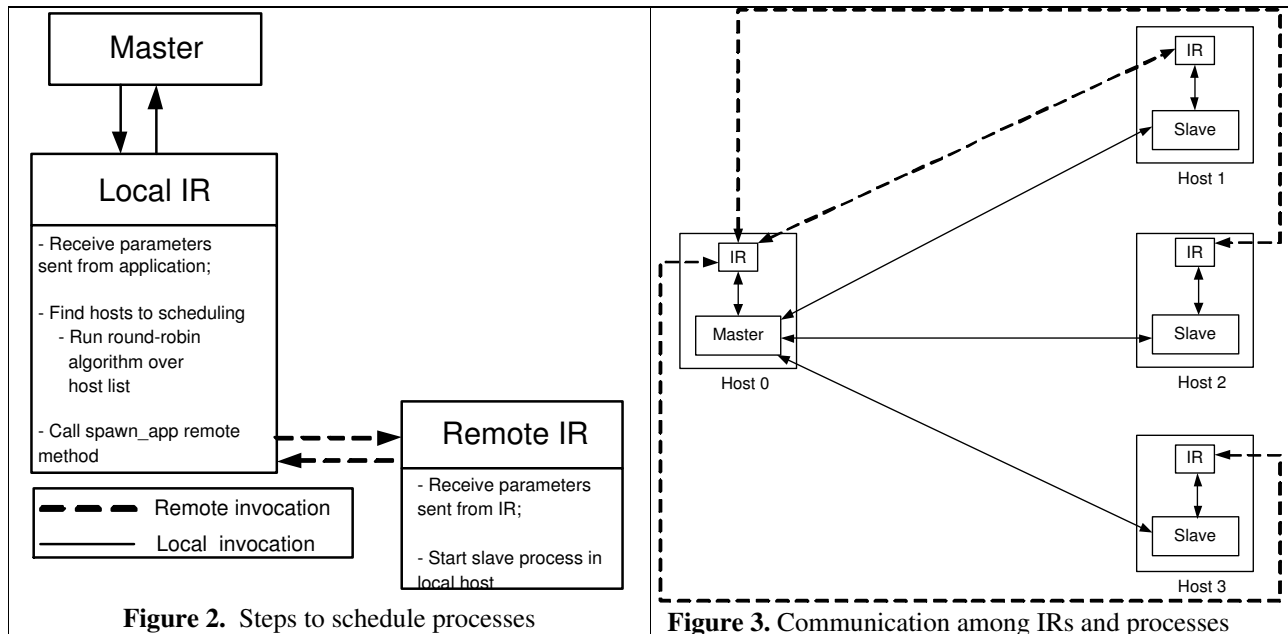 Master
Local IR
- Receive parameters
sent from application;
- Find hosts to scheduling
- Run round-robin
algorithm over
host list
- Call spawn_app remote
method
Remote IR
- Receive parameters
sent from IR;
- Start slave process in
local host
Remote invocation
Local invocation
Figure 2. Steps to schedule processes
IR
Slave
Host 1
IR
Master
Host 0
IR
Slave
Host 2
IR
Slave
Host 3
Figure 3. Communication among IRs and processes